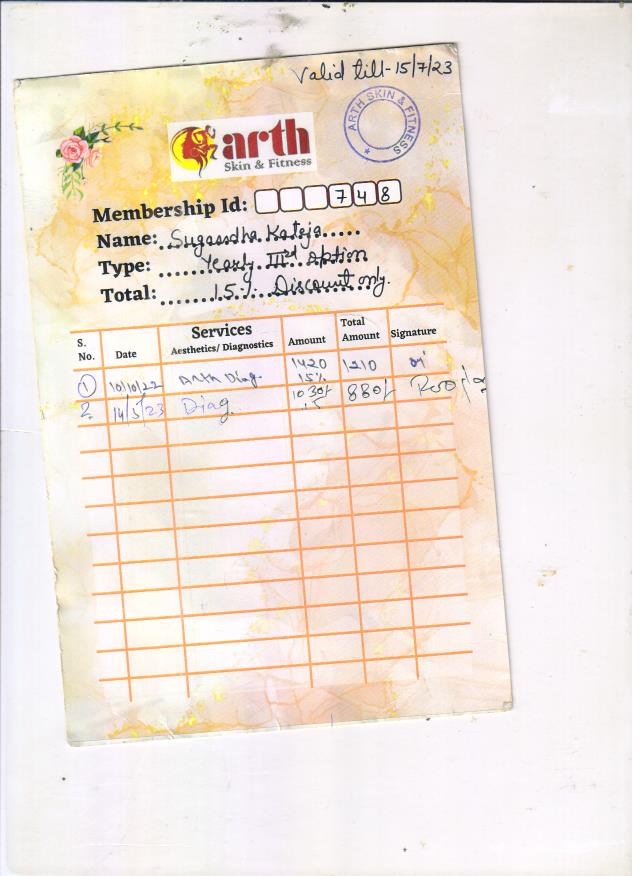 Valid till - 15/7/23
ARTH SKIN & FITNESS
arth
Skin & Fitness
Membership Id: 748
Name: Sugandha Kateja
Type: Yearly IIIrd Option
Total: 15% Discount only.
S. No. Date Services Aesthetics/ Diagnostics Amount Total Amount Signature
1 10/10/22 Arth Diag. 1420 15% 1210
2. 14/5/23 Diag. 1030/- 15 880/-